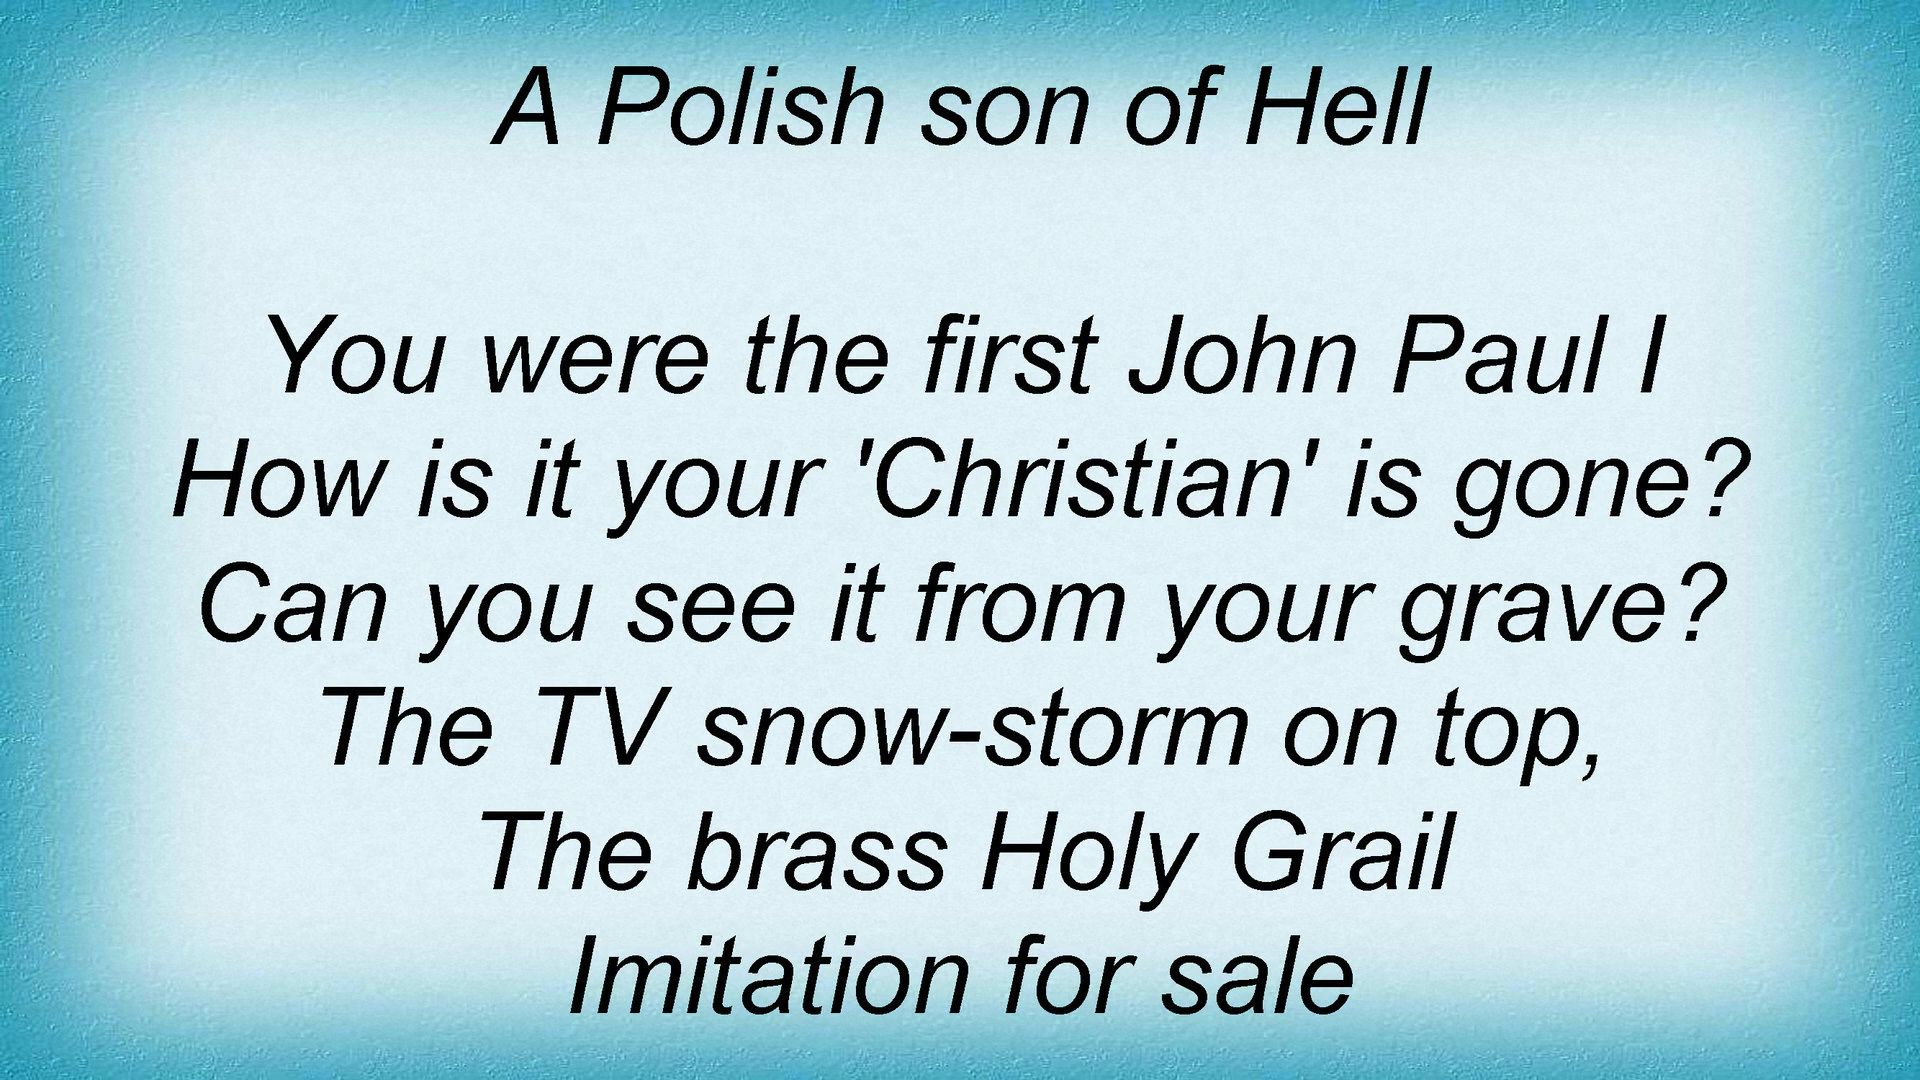 A Polish son of Hell
You were the first John Paul I
How is it your 'Christian' is gone?
Can you see it from your grave?
The TV snow-storm on top,
The brass Holy Grail
Imitation for sale